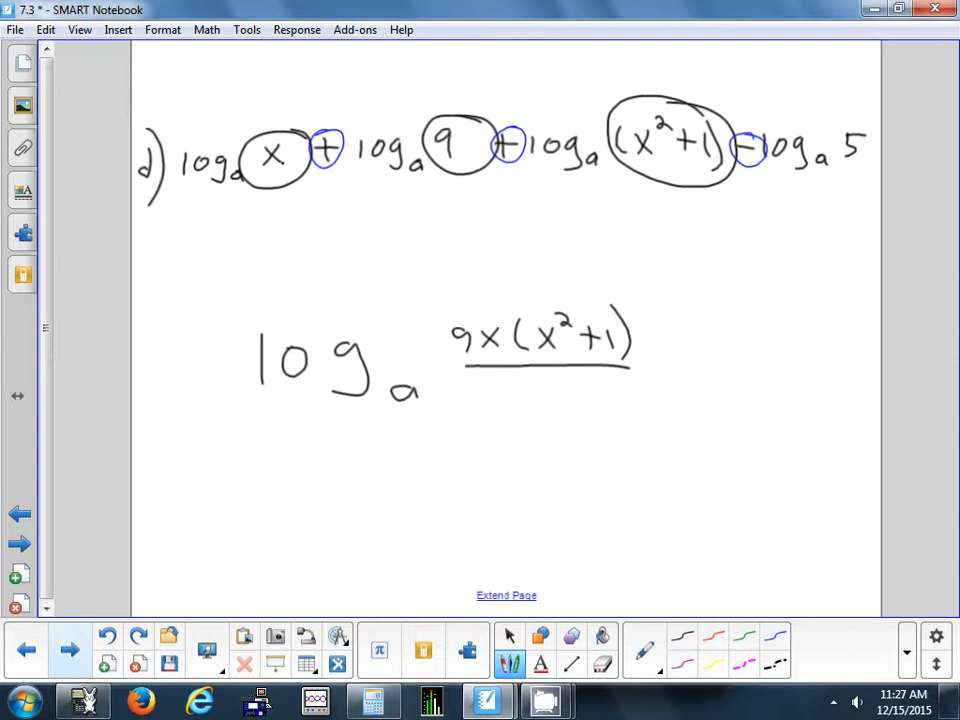 7.3 * - SMART Notebook
File Edit View Insert Format Math Tools Response Add-ons Help
d) logₐ x + logₐ 9 + logₐ (x² + 1) - logₐ 5
logₐ 9x(x² + 1)
Extend Page
11:27 AM
12/15/2015